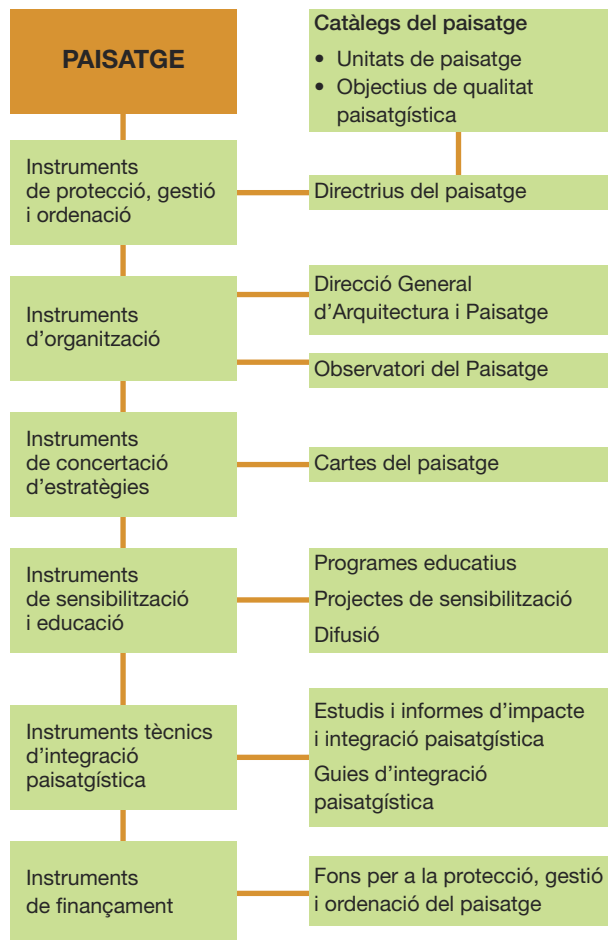 PAISATGE
Catàlegs del paisatge
• Unitats de paisatge
• Objectius de qualitat
paisatgística
Instruments
de protecció, gestió
i ordenació
Directrius del paisatge
Instruments
d’organització
Direcció General
d’Arquitectura i Paisatge
Observatori del Paisatge
Instruments
de concertació
d’estratègies
Cartes del paisatge
Instruments
de sensibilització
i educació
Programes educatius
Projectes de sensibilització
Difusió
Instruments tècnics
d’integració
paisatgística
Estudis i informes d’impacte
i integració paisatgística
Guies d’integració
paisatgística
Instruments
de finançament
Fons per a la protecció, gestió
i ordenació del paisatge